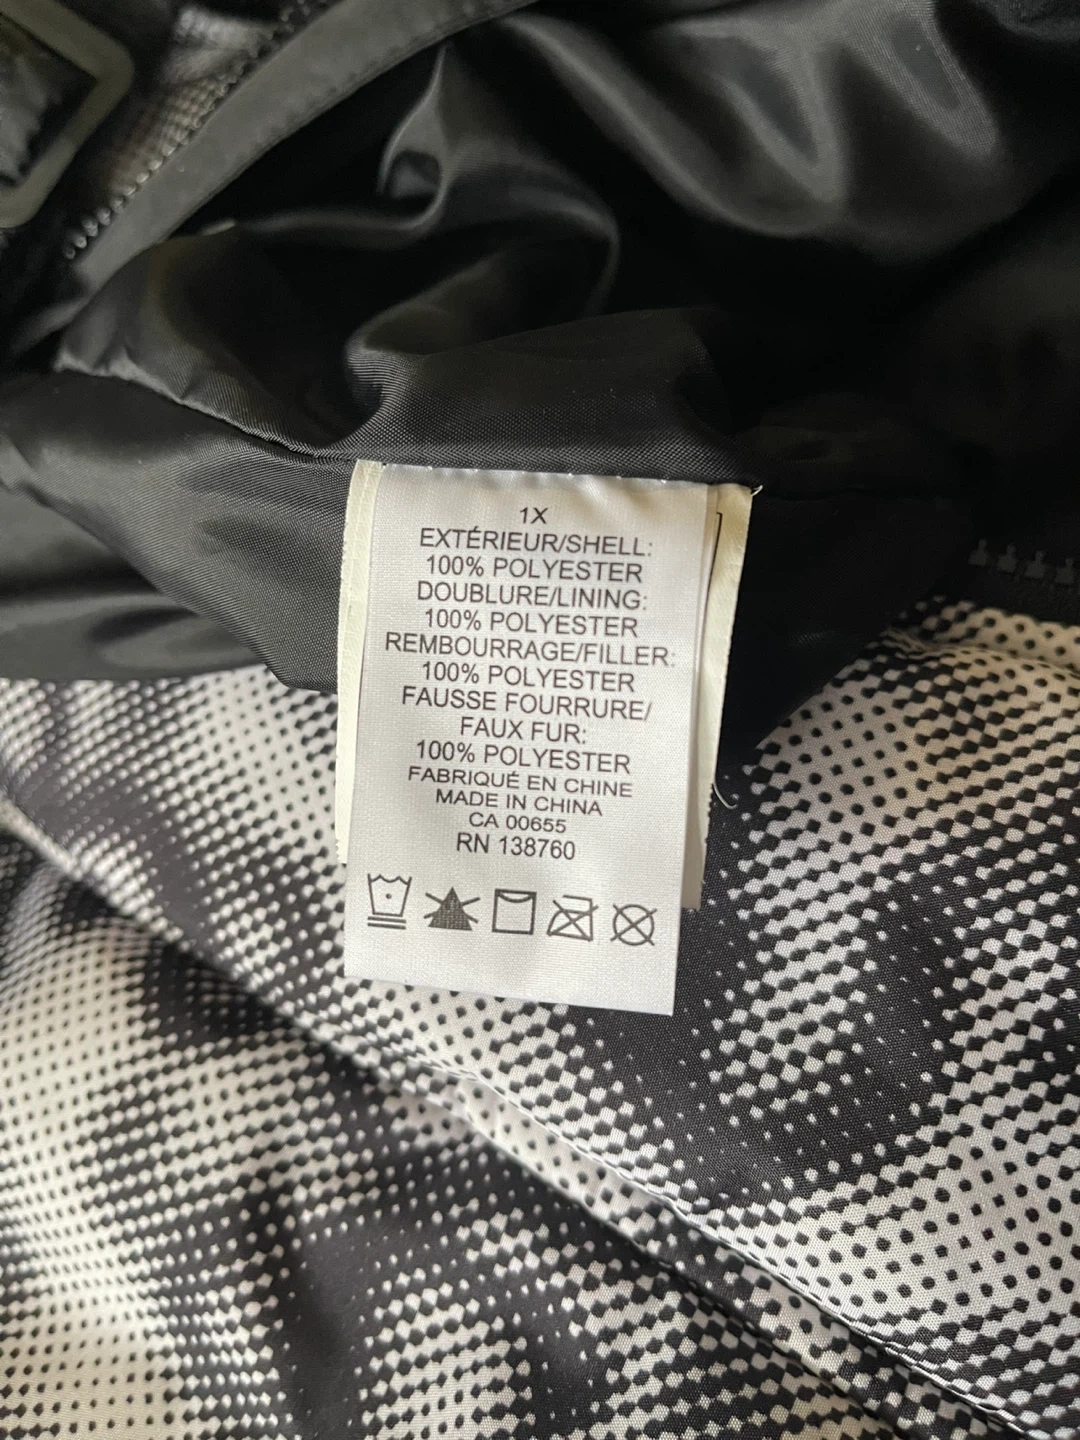 1X
EXTÉRIEUR/SHELL:
100% POLYESTER
DOUBLURE/LINING:
100% POLYESTER
REMBOURRAGE/FILLER:
100% POLYESTER
FAUSSE FOURRURE/
FAUX FUR:
100% POLYESTER
FABRIQUÉ EN CHINE
MADE IN CHINA
CA 00655
RN 138760